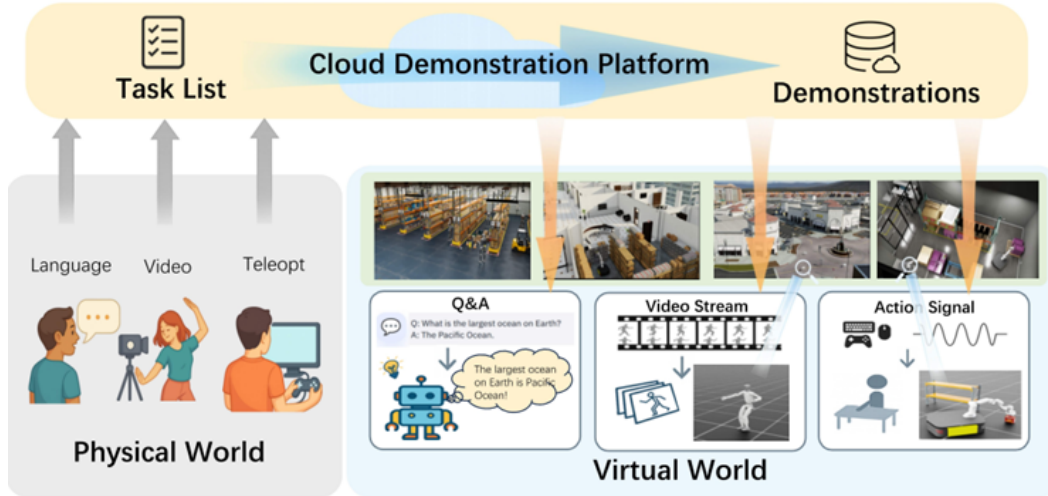 Task List
Cloud Demonstration Platform
Demonstrations
Language
Video
Teleopt
Physical World
Q&A
Q: What is the largest ocean on Earth?
A: The Pacific Ocean.
The largest ocean
on Earth is Pacific
Ocean!
Video Stream
Action Signal
Virtual World